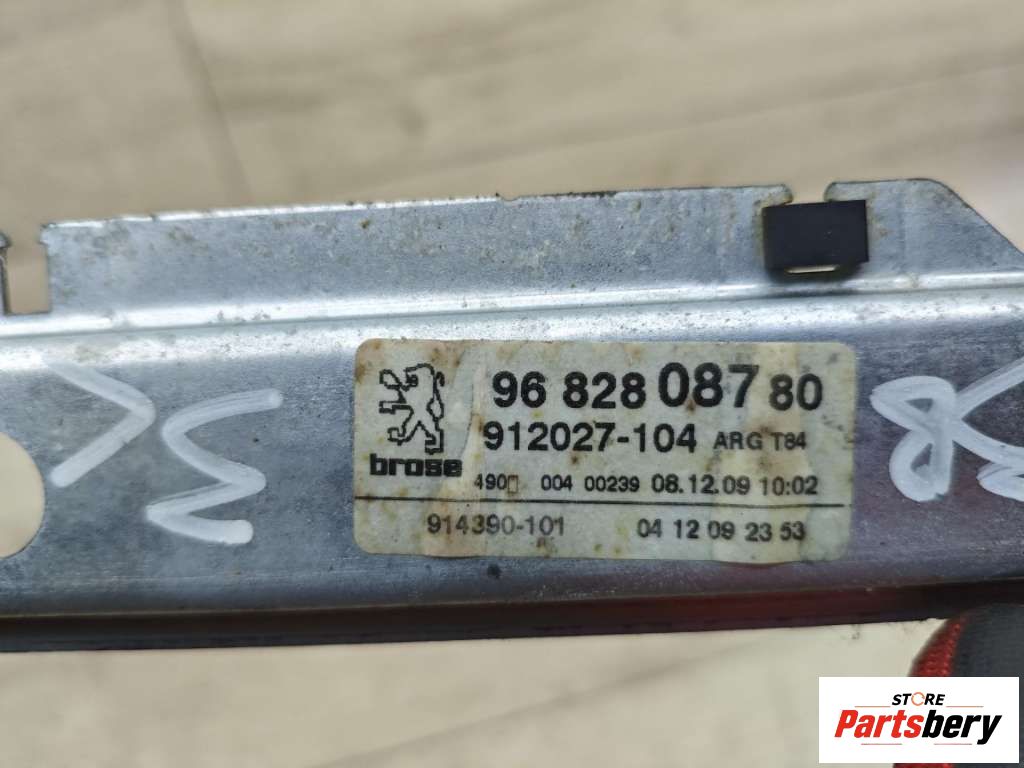 96 828 087 80
912027-104 ARG T84
brose
490 004 00239 08.12.09 10:02
914390-101 04 12 09 23 53
STORE
Partsbery